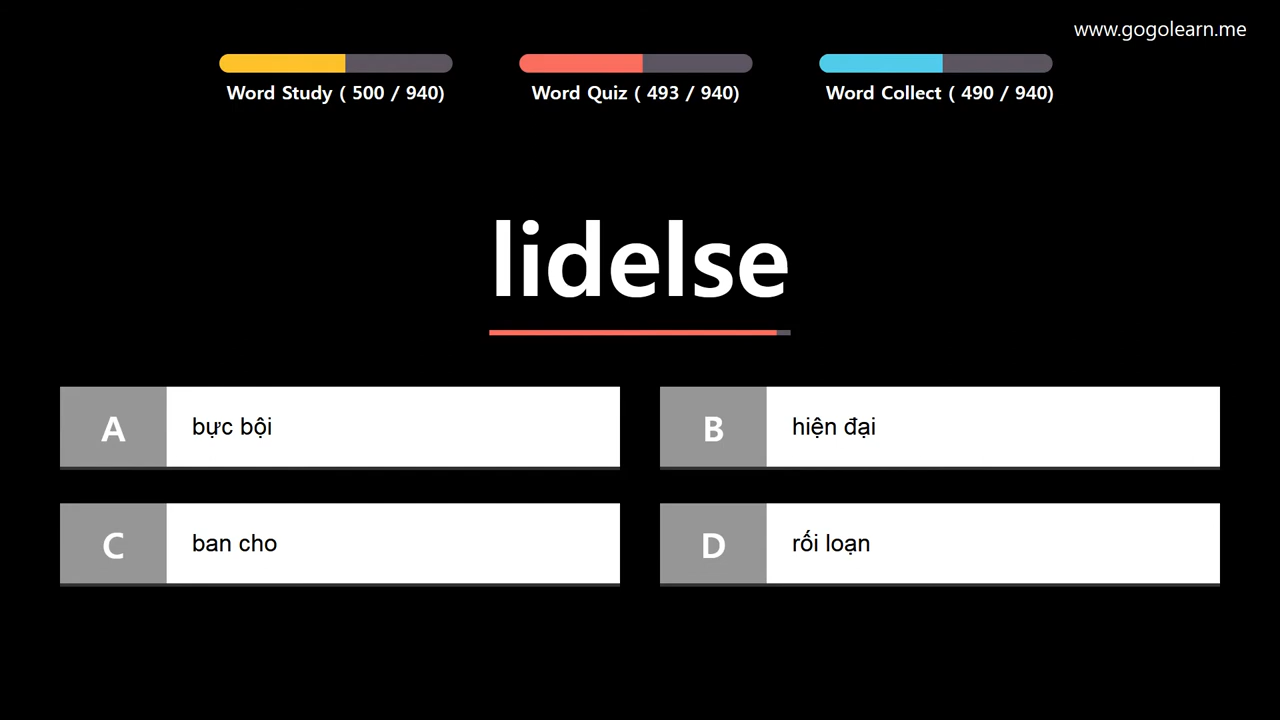 www.gogolearn.me
Word Study ( 500 / 940)
Word Quiz ( 493 / 940)
Word Collect ( 490 / 940)
lidelse
A
bực bội
B
hiện đại
C
ban cho
D
rối loạn